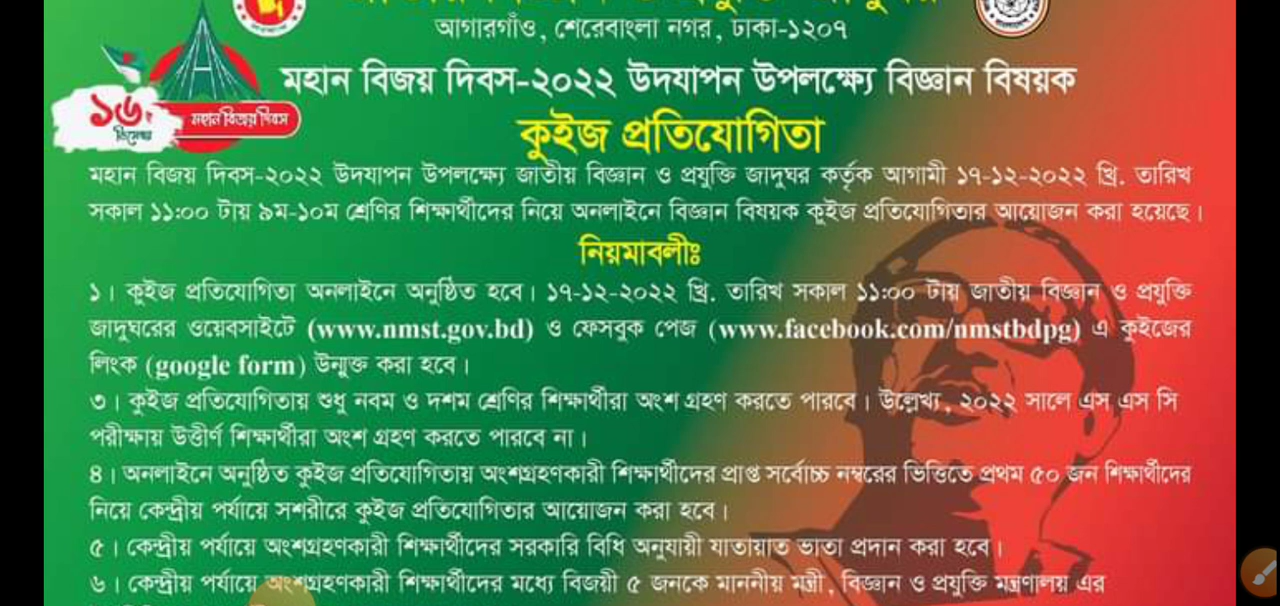 আগারগাঁও, শেরেবাংলা নগর, ঢাকা-১২০৭
মহান বিজয় দিবস-২০২২ উদযাপন উপলক্ষ্যে বিজ্ঞান বিষয়ক
১৬ই
ডিসেম্বর
মহান বিজয় দিবস
কুইজ প্রতিযোগিতা
মহান বিজয় দিবস-২০২২ উদযাপন উপলক্ষ্যে জাতীয় বিজ্ঞান ও প্রযুক্তি জাদুঘর কর্তৃক আগামী ১৭-১২-২০২২ খ্রি. তারিখ
সকাল ১১:০০ টায় ৯ম-১০ম শ্রেণির শিক্ষার্থীদের নিয়ে অনলাইনে বিজ্ঞান বিষয়ক কুইজ প্রতিযোগিতার আয়োজন করা হয়েছে।
নিয়মাবলীঃ
১। কুইজ প্রতিযোগিতা অনলাইনে অনুষ্ঠিত হবে। ১৭-১২-২০২২ খ্রি. তারিখ সকাল ১১:০০ টায় জাতীয় বিজ্ঞান ও প্রযুক্তি
জাদুঘরের ওয়েবসাইটে (www.nmst.gov.bd) ও ফেসবুক পেজ (www.facebook.com/nmstbdpg) এ কুইজের
লিংক (google form) উন্মুক্ত করা হবে।
৩। কুইজ প্রতিযোগিতায় শুধু নবম ও দশম শ্রেণির শিক্ষার্থীরা অংশ গ্রহণ করতে পারবে। উল্লেখ্য, ২০২২ সালে এস এস সি
পরীক্ষায় উত্তীর্ণ শিক্ষার্থীরা অংশ গ্রহণ করতে পারবে না।
৪। অনলাইনে অনুষ্ঠিত কুইজ প্রতিযোগিতায় অংশগ্রহণকারী শিক্ষার্থীদের প্রাপ্ত সর্বোচ্চ নম্বরের ভিত্তিতে প্রথম ৫০ জন শিক্ষার্থীদের
নিয়ে কেন্দ্রীয় পর্যায়ে সশরীরে কুইজ প্রতিযোগিতার আয়োজন করা হবে।
৫। কেন্দ্রীয় পর্যায়ে অংশগ্রহণকারী শিক্ষার্থীদের সরকারি বিধি অনুযায়ী যাতায়াত ভাতা প্রদান করা হবে।
৬। কেন্দ্রীয় পর্যায়ে অংশগ্রহণকারী শিক্ষার্থীদের মধ্যে বিজয়ী ৫ জনকে মাননীয় মন্ত্রী, বিজ্ঞান ও প্রযুক্তি মন্ত্রণালয় এর